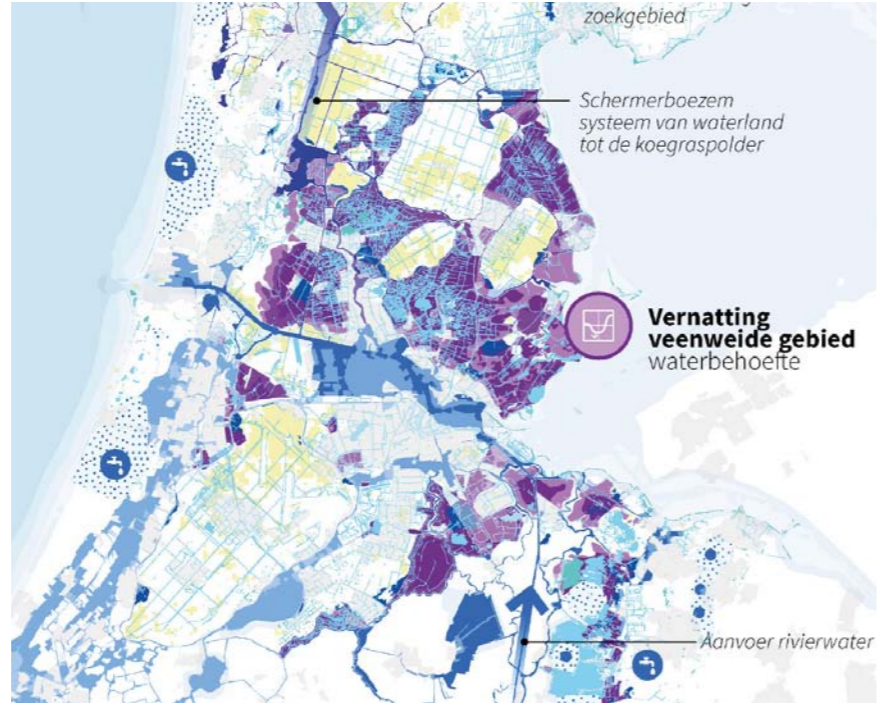 zoekgebied
Schermerboezem
systeem van waterland
tot de koegraspolder
Vernatting
veenweide gebied
waterbehoefte
Aanvoer rivierwater